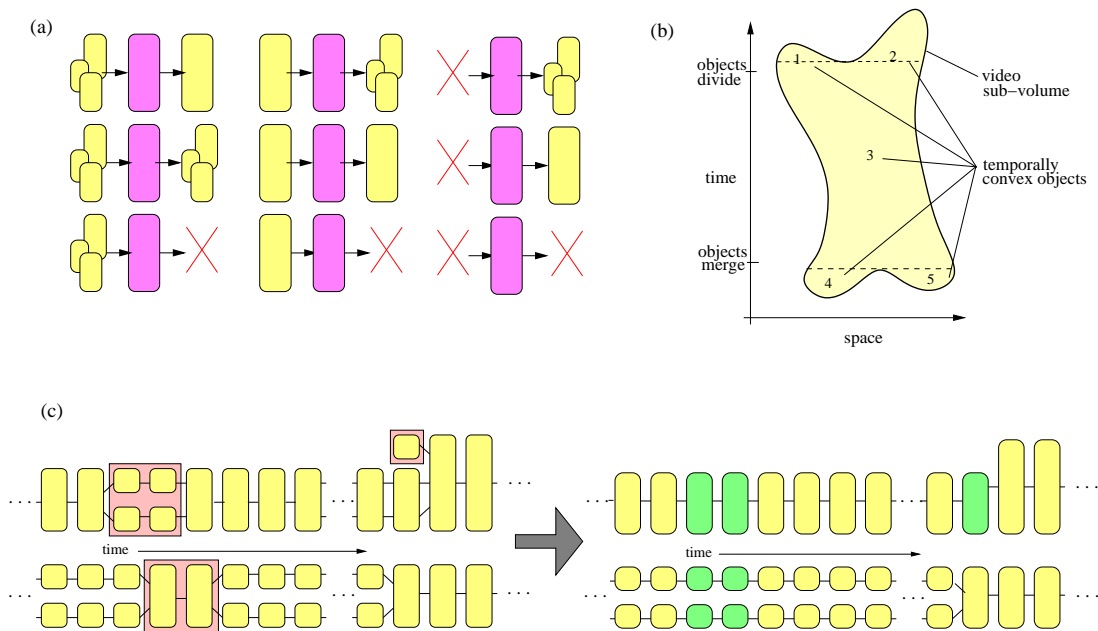 (a)
(b)
objects
divide
1
2
video
sub−volume
3
time
temporally
convex objects
objects
merge
4
5
space
(c)
. . .
. . .
. . .
. . .
. . .
. . .
time
time
. . .
. . .
. . .
. . .
. . .
. . .